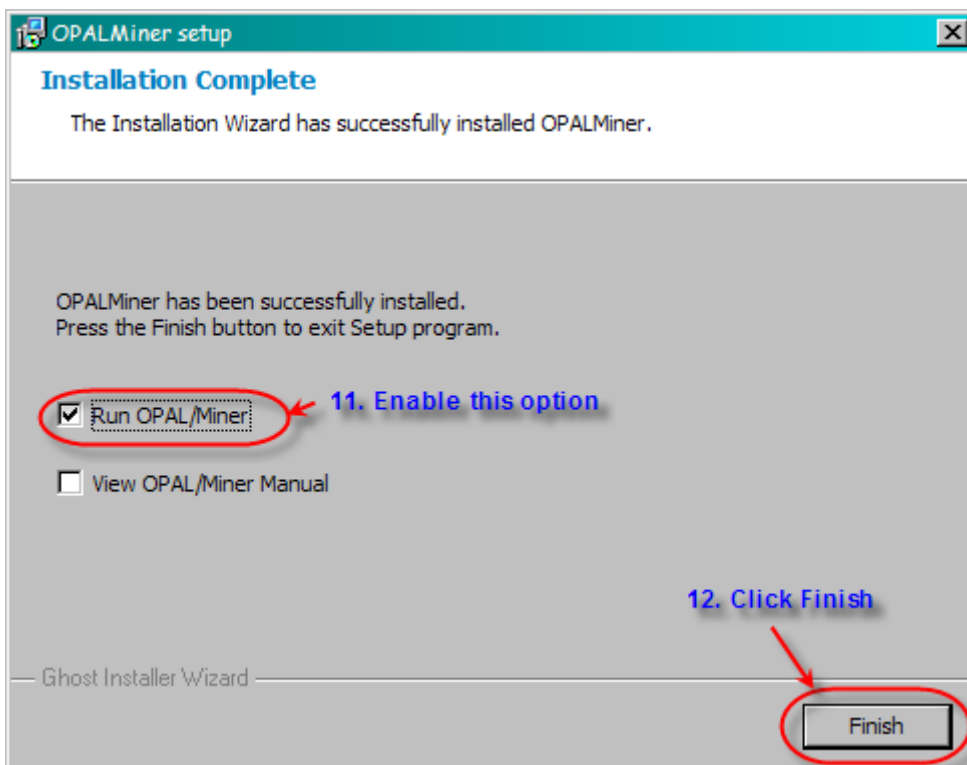 OPALMiner setup
Installation Complete
The Installation Wizard has successfully installed OPALMiner.
OPALMiner has been successfully installed.
Press the Finish button to exit Setup program.
Run OPAL/Miner
11. Enable this option
View OPAL/Miner Manual
12. Click Finish
Ghost Installer Wizard
Finish